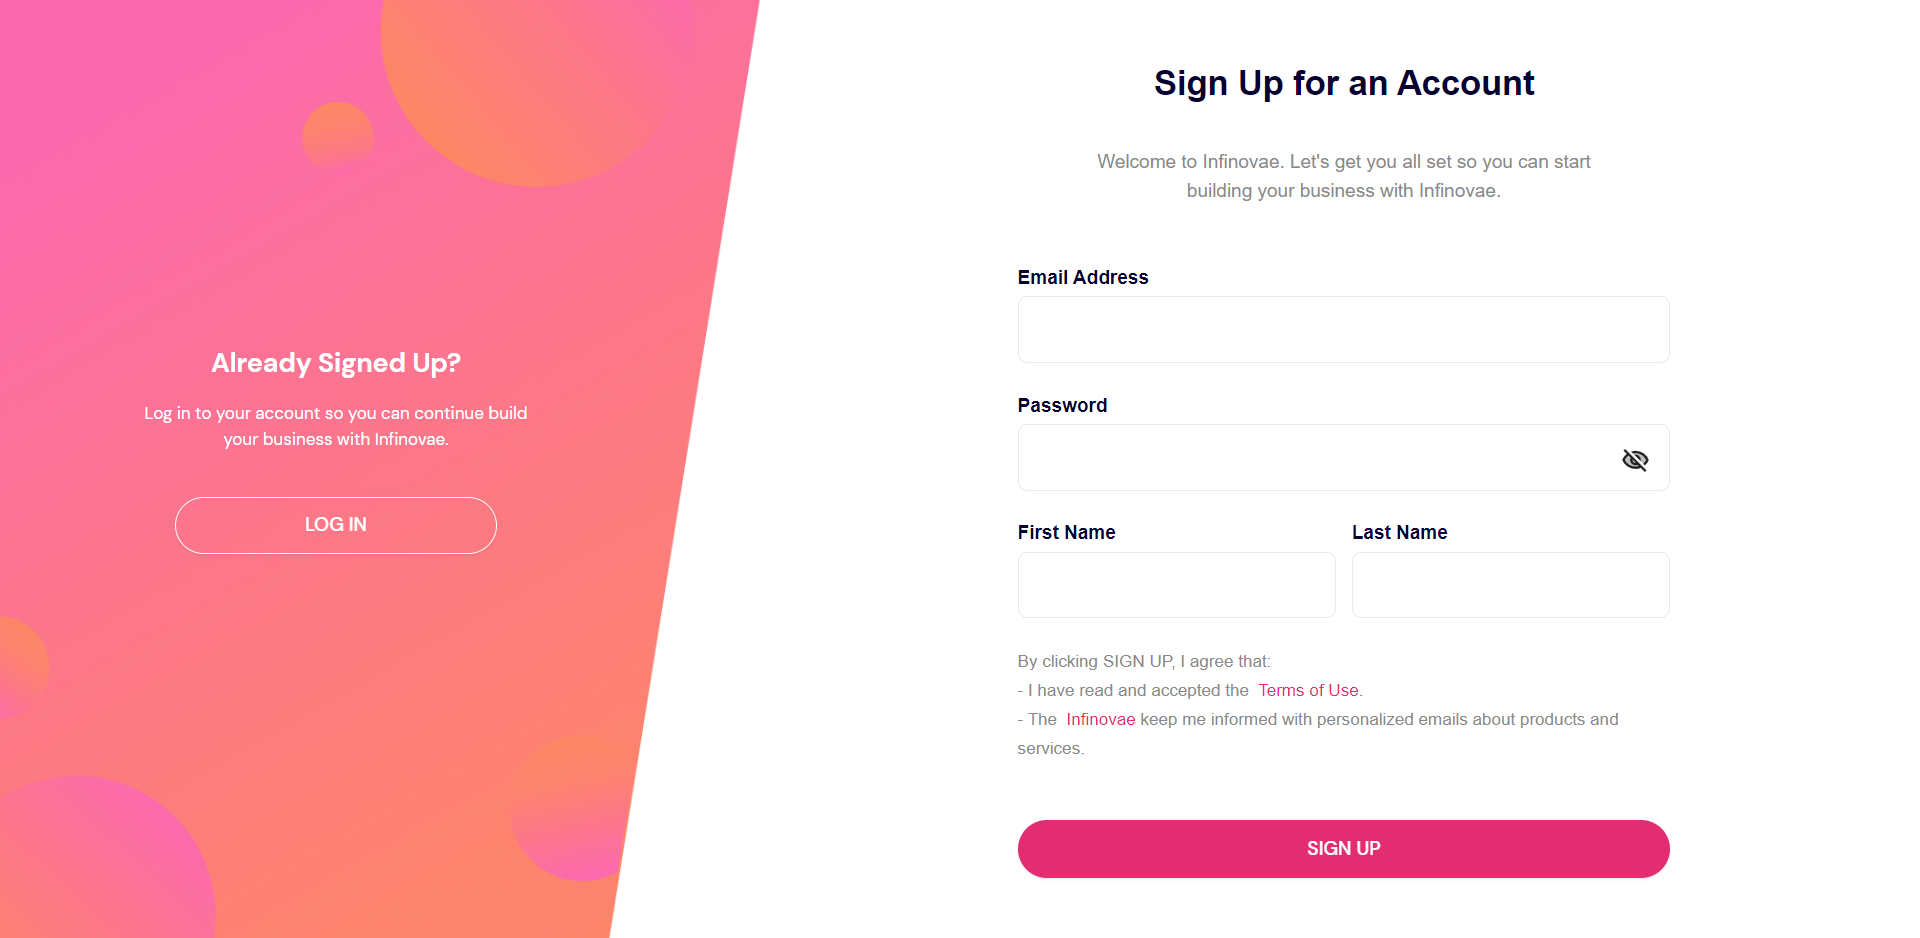 Already Signed Up?
Log in to your account so you can continue build
your business with Infinovae.
LOG IN
Sign Up for an Account
Welcome to Infinovae. Let's get you all set so you can start
building your business with Infinovae.
Email Address
Password
First Name
Last Name
By clicking SIGN UP, I agree that:
- I have read and accepted the Terms of Use.
- The Infinovae keep me informed with personalized emails about products and
services.
SIGN UP